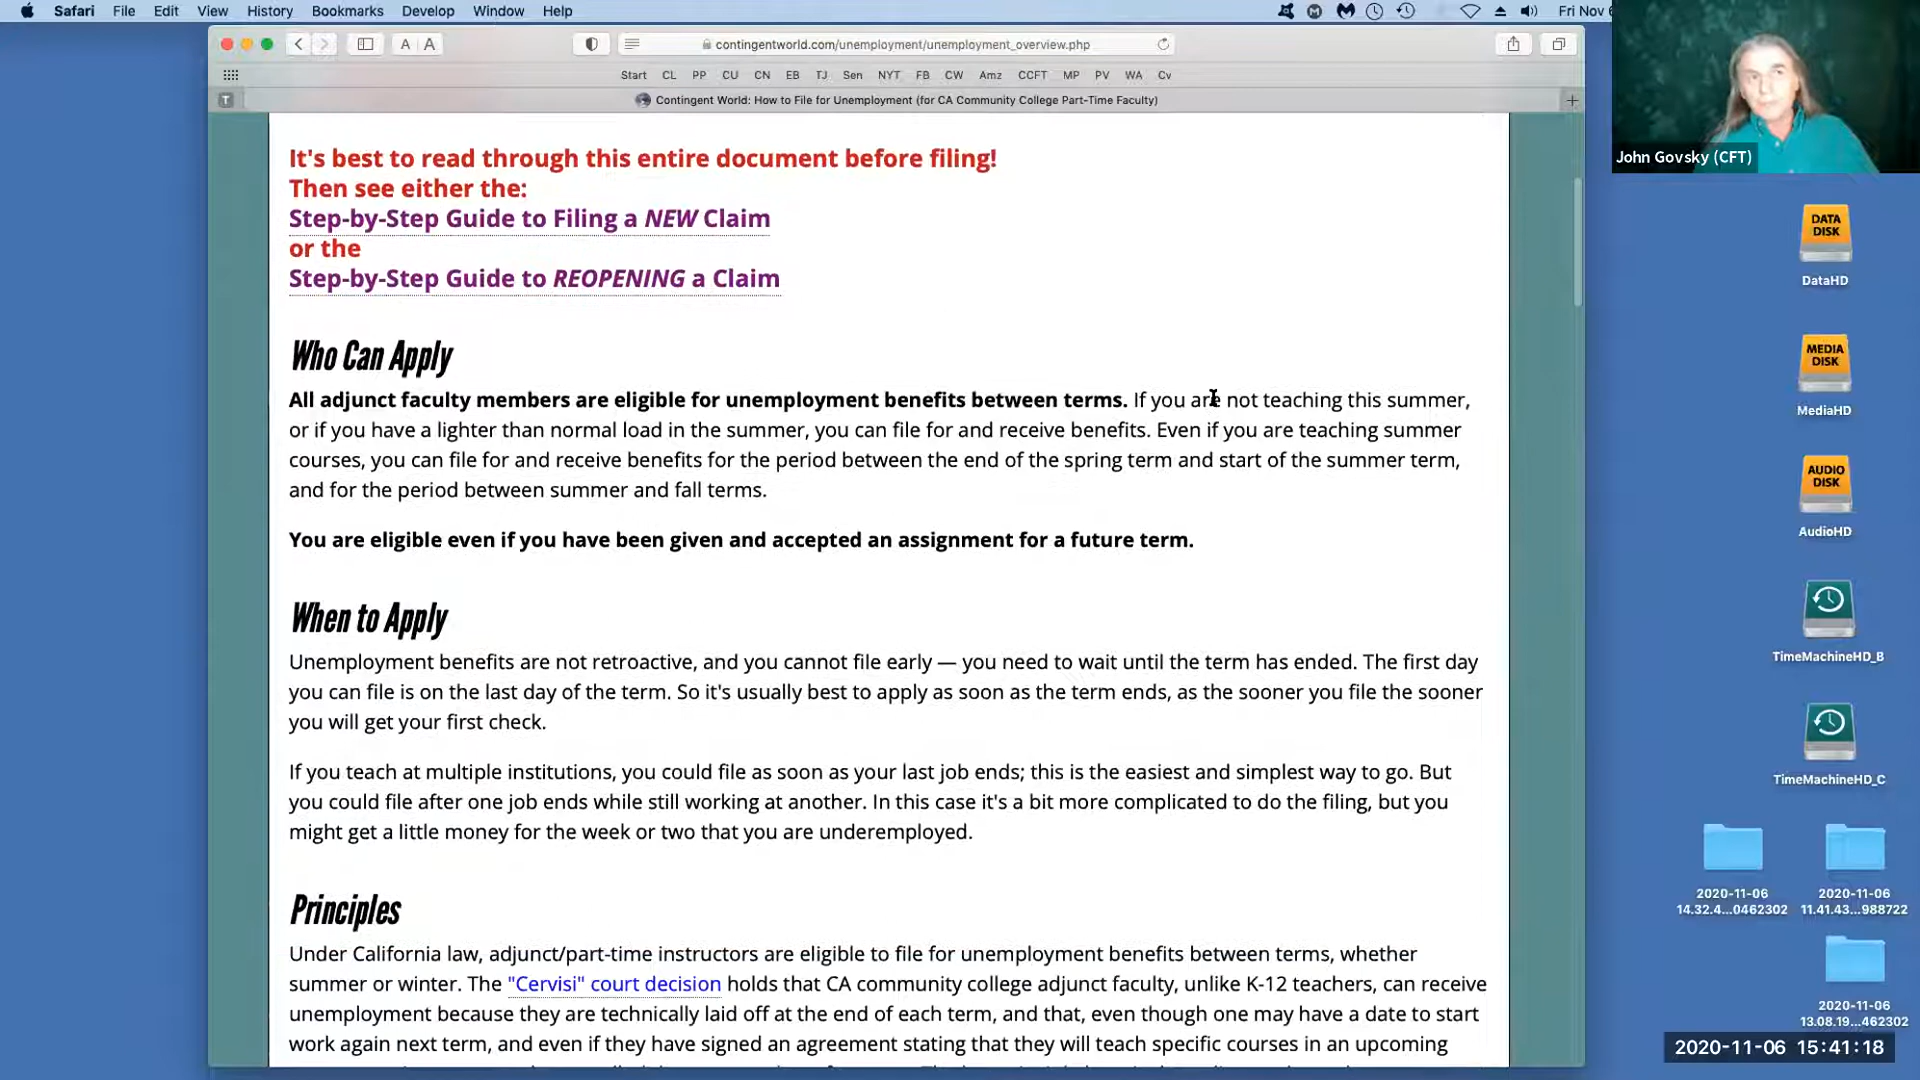 Safari File Edit View History Bookmarks Develop Window Help
Fri Nov
contingentworld.com/unemployment/unemployment_overview.php
Start CL PP CU CN EB TJ Sen NYT FB CW Amz CCFT MP PV WA Cv
T
Contingent World: How to File for Unemployment (for CA Community College Part-Time Faculty)
John Govsky (CFT)
It's best to read through this entire document before filing!
Then see either the:
Step-by-Step Guide to Filing a NEW Claim
or the
Step-by-Step Guide to REOPENING a Claim
Who Can Apply
All adjunct faculty members are eligible for unemployment benefits between terms. If you are not teaching this summer,
or if you have a lighter than normal load in the summer, you can file for and receive benefits. Even if you are teaching summer
courses, you can file for and receive benefits for the period between the end of the spring term and start of the summer term,
and for the period between summer and fall terms.
You are eligible even if you have been given and accepted an assignment for a future term.
When to Apply
Unemployment benefits are not retroactive, and you cannot file early — you need to wait until the term has ended. The first day
you can file is on the last day of the term. So it's usually best to apply as soon as the term ends, as the sooner you file the sooner
you will get your first check.
If you teach at multiple institutions, you could file as soon as your last job ends; this is the easiest and simplest way to go. But
you could file after one job ends while still working at another. In this case it's a bit more complicated to do the filing, but you
might get a little money for the week or two that you are underemployed.
Principles
Under California law, adjunct/part-time instructors are eligible to file for unemployment benefits between terms, whether
summer or winter. The "Cervisi" court decision holds that CA community college adjunct faculty, unlike K-12 teachers, can receive
unemployment because they are technically laid off at the end of each term, and that, even though one may have a date to start
work again next term, and even if they have signed an agreement stating that they will teach specific courses in an upcoming
DATA
DISK
DataHD
MEDIA
DISK
MediaHD
AUDIO
DISK
AudioHD
TimeMachineHD_B
TimeMachineHD_C
2020-11-06
14.32.4...0462302
2020-11-06
11.41.43...988722
2020-11-06
13.08.19...462302
2020-11-06 15:41:18